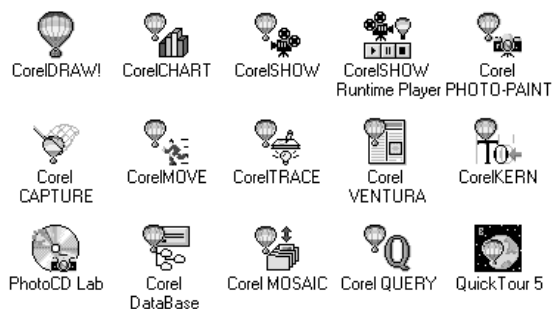 CorelDRAW! CorelCHART CorelSHOW CorelSHOW Runtime Player Corel PHOTO-PAINT
Corel CAPTURE CorelMOVE CorelTRACE Corel VENTURA CorelKERN
To
PhotoCD Lab Corel DataBase Corel MOSAIC Corel QUERY QuickTour 5
Q